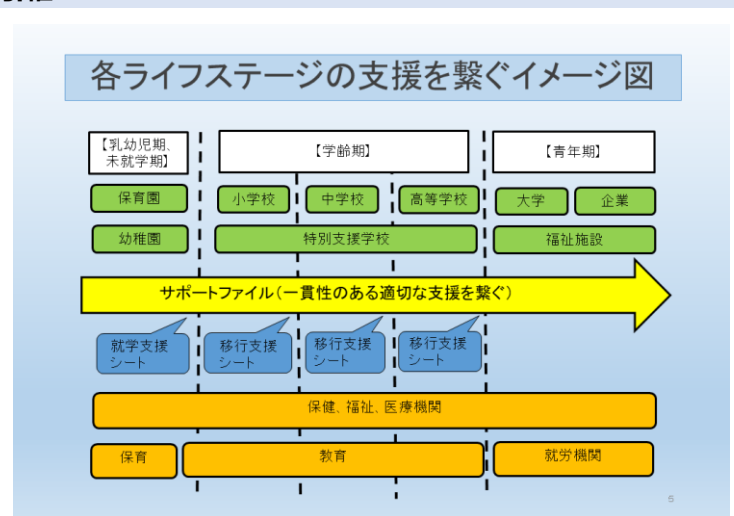 各ライフステージの支援を繋ぐイメージ図
【乳幼児期、
未就学期】
【学齢期】
【青年期】
保育園
小学校
中学校
高等学校
大学
企業
幼稚園
特別支援学校
福祉施設
サポートファイル(一貫性のある適切な支援を繋ぐ)
就学支援
シート
移行支援
シート
移行支援
シート
移行支援
シート
保健、福祉、医療機関
保育
教育
就労機関
5